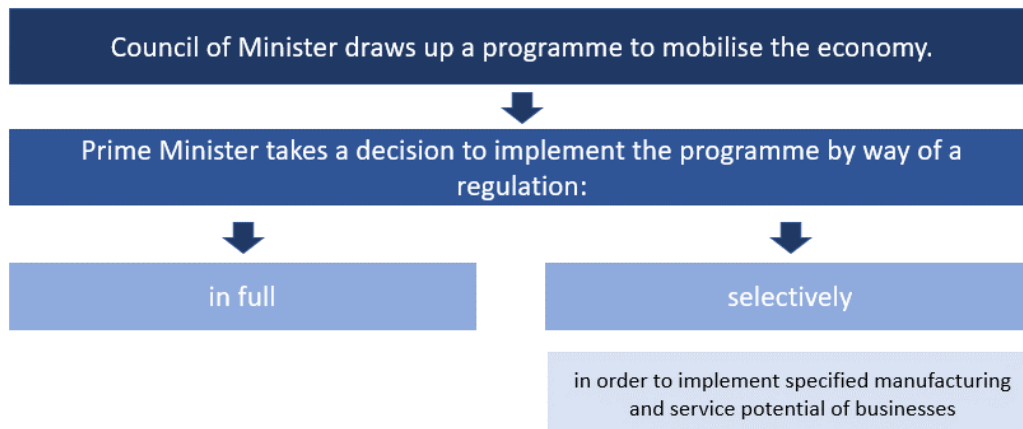 Council of Minister draws up a programme to mobilise the economy.
Prime Minister takes a decision to implement the programme by way of a
regulation:
in full
selectively
in order to implement specified manufacturing
and service potential of businesses